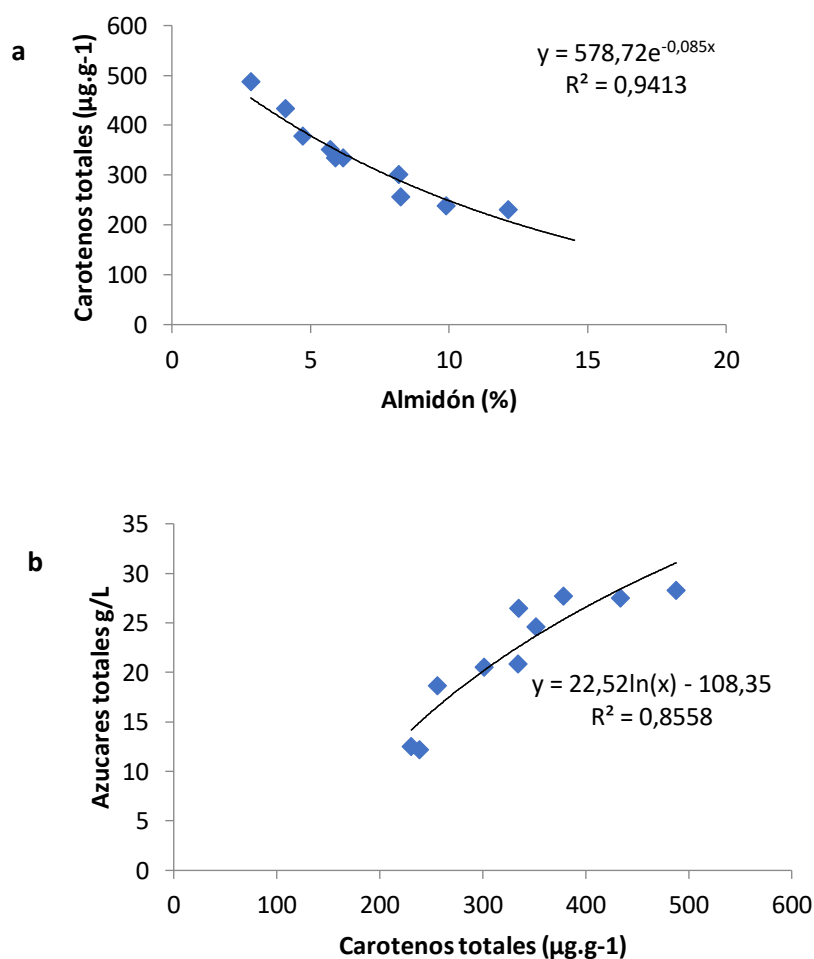 a
y = 578,72e^-0,085x
R² = 0,9413
Carotenos totales (µg.g-1)
600
500
400
300
200
100
0
0 5 10 15 20
Almidón (%)
b
Azucares totales g/L
35
30
25
20
15
10
5
0
y = 22,52ln(x) - 108,35
R² = 0,8558
0 100 200 300 400 500 600
Carotenos totales (µg.g-1)